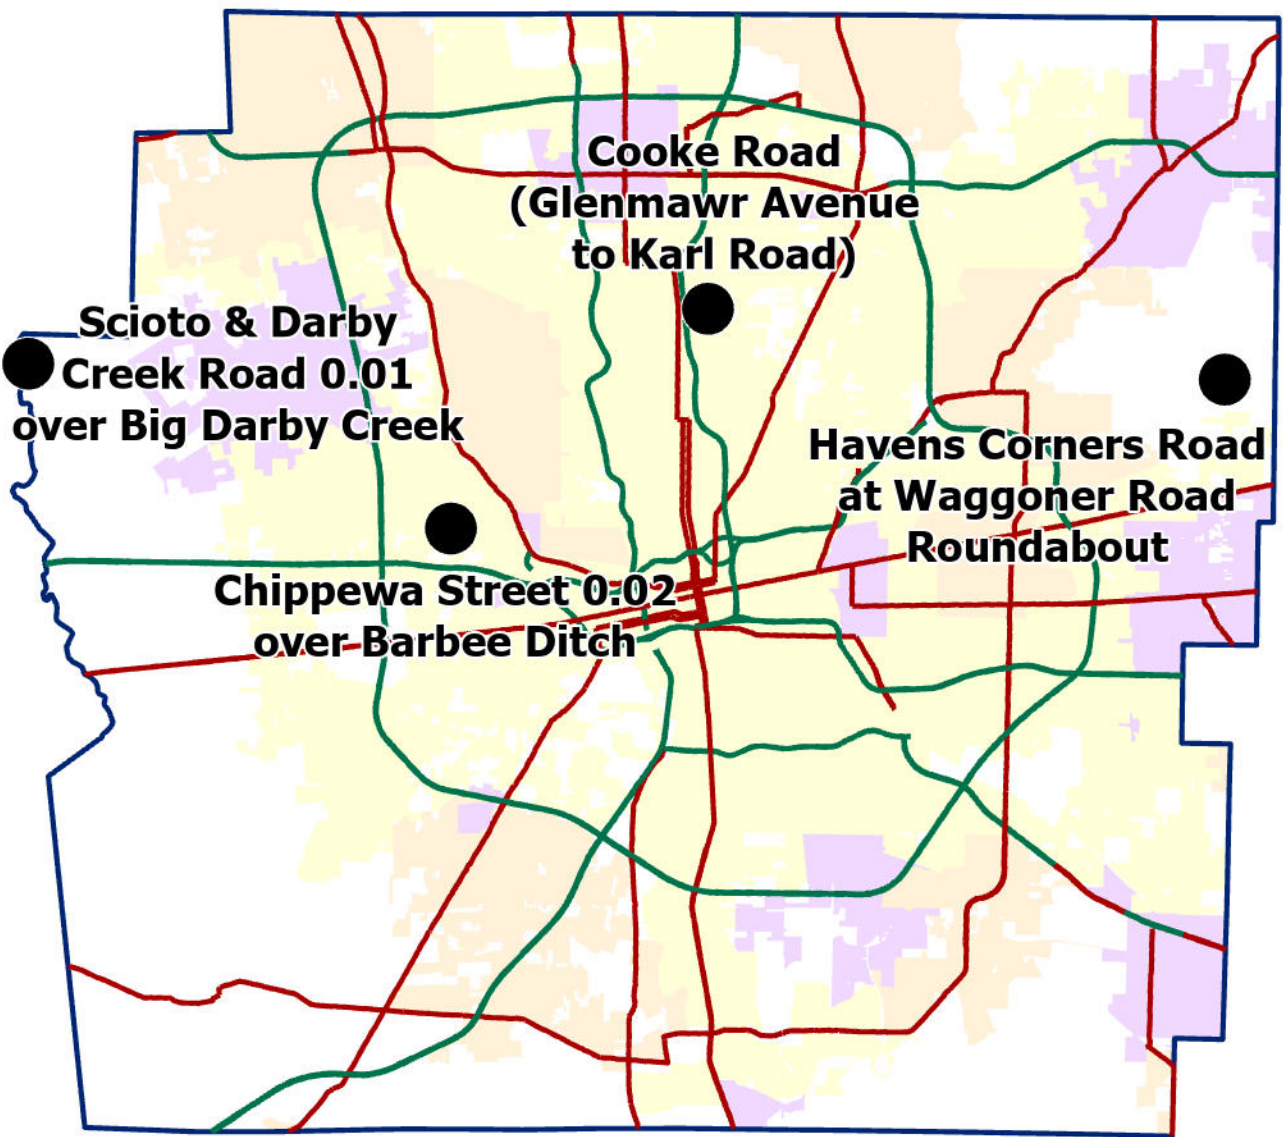 Cooke Road
(Glenmawr Avenue
to Karl Road)
Scioto & Darby
Creek Road 0.01
over Big Darby Creek
Havens Corners Road
at Waggoner Road
Roundabout
Chippewa Street 0.02
over Barbee Ditch